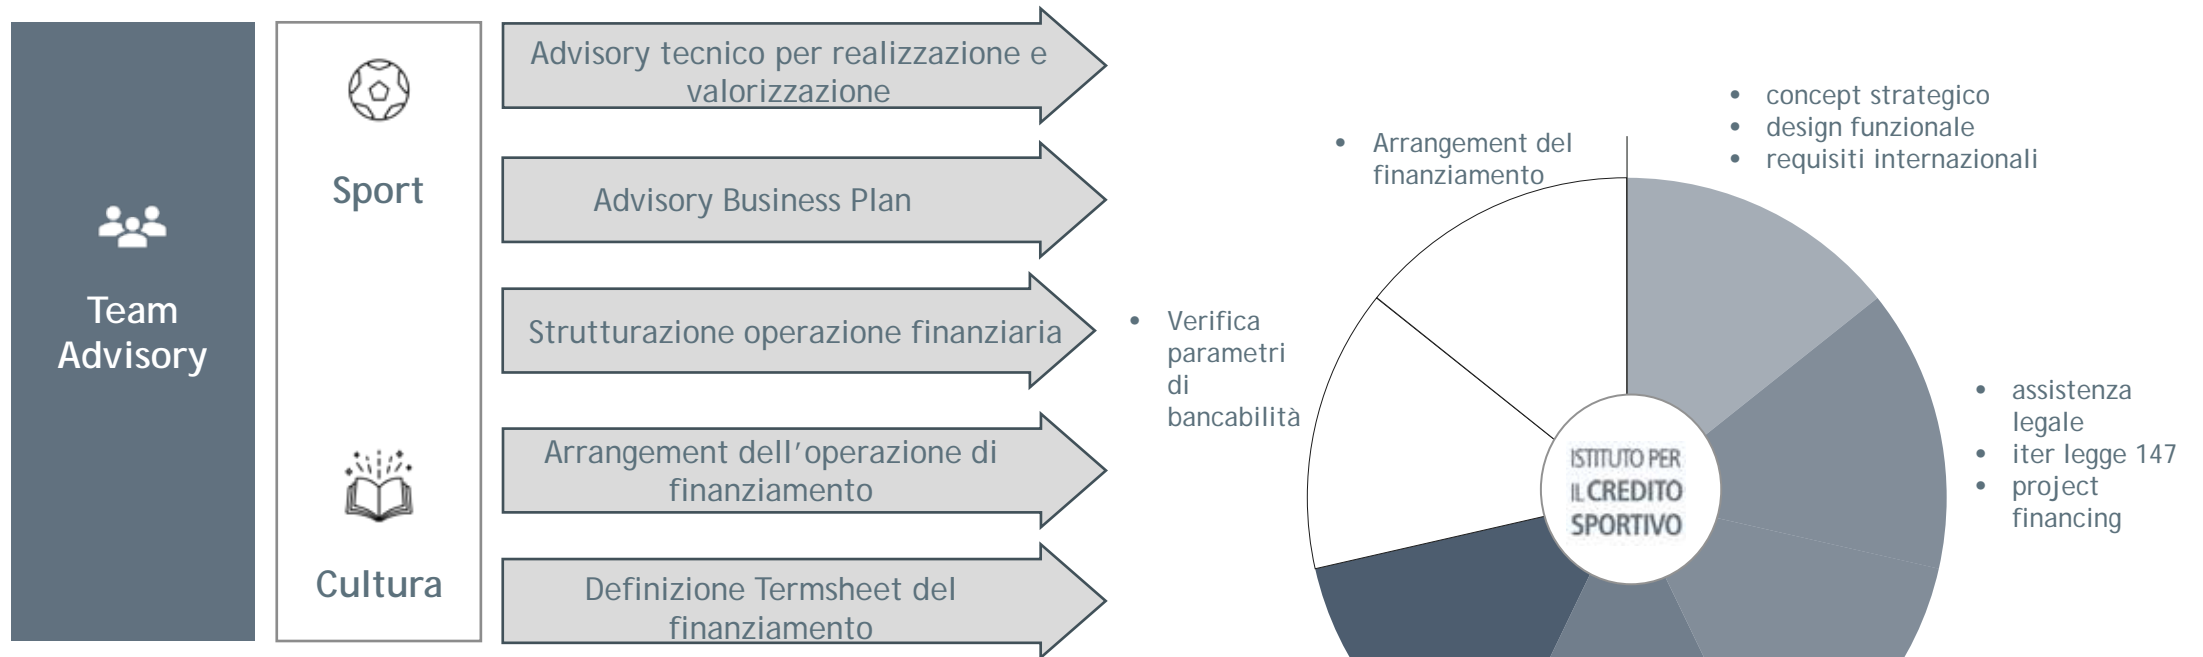 Team
Advisory
Sport
Cultura
Advisory tecnico per realizzazione e
valorizzazione
Advisory Business Plan
Strutturazione operazione finanziaria
Arrangement dell’operazione di
finanziamento
Definizione Termsheet del
finanziamento
• Arrangement del
finanziamento
• concept strategico
• design funzionale
• requisiti internazionali
• Verifica
parametri
di
bancabilità
• assistenza
legale
• iter legge 147
• project
financing
ISTITUTO PER
IL CREDITO
SPORTIVO